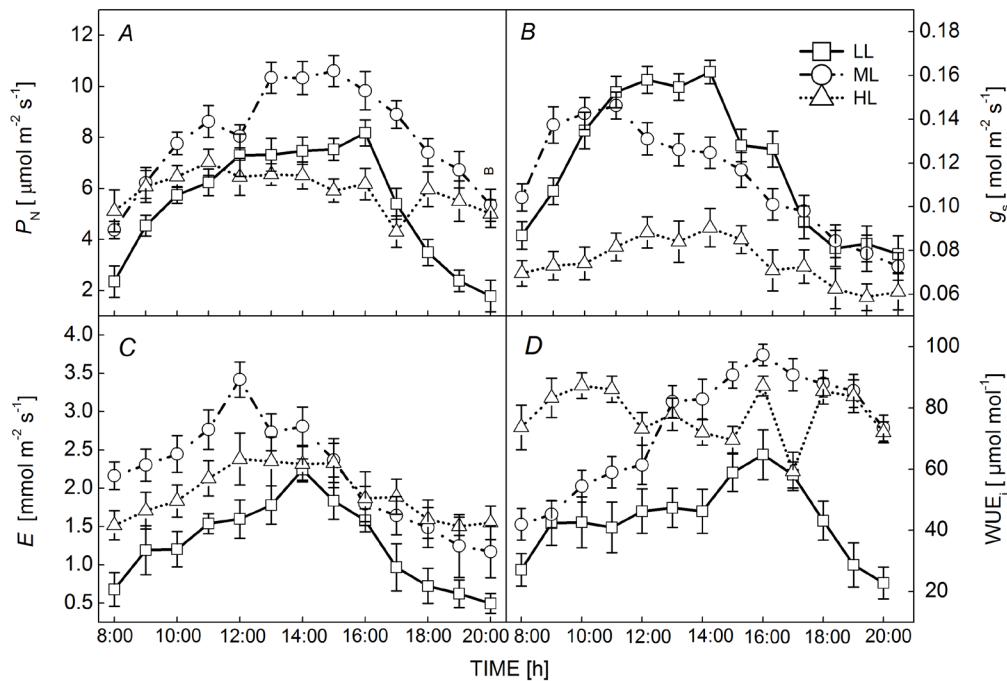 A
12
10
8
6
4
2
P_N [µmol m⁻² s⁻¹]
B
B
LL
ML
HL
0.18
0.16
0.14
0.12
0.10
0.08
0.06
g_s [µmol m⁻² s⁻¹]
C
4.0
3.5
3.0
2.5
2.0
1.5
1.0
0.5
E [mmol m⁻² s⁻¹]
D
100
80
60
40
20
WUE_i [µmol mol⁻¹]
8:00 10:00 12:00 14:00 16:00 18:00 20:00
8:00 10:00 12:00 14:00 16:00 18:00 20:00
TIME [h]